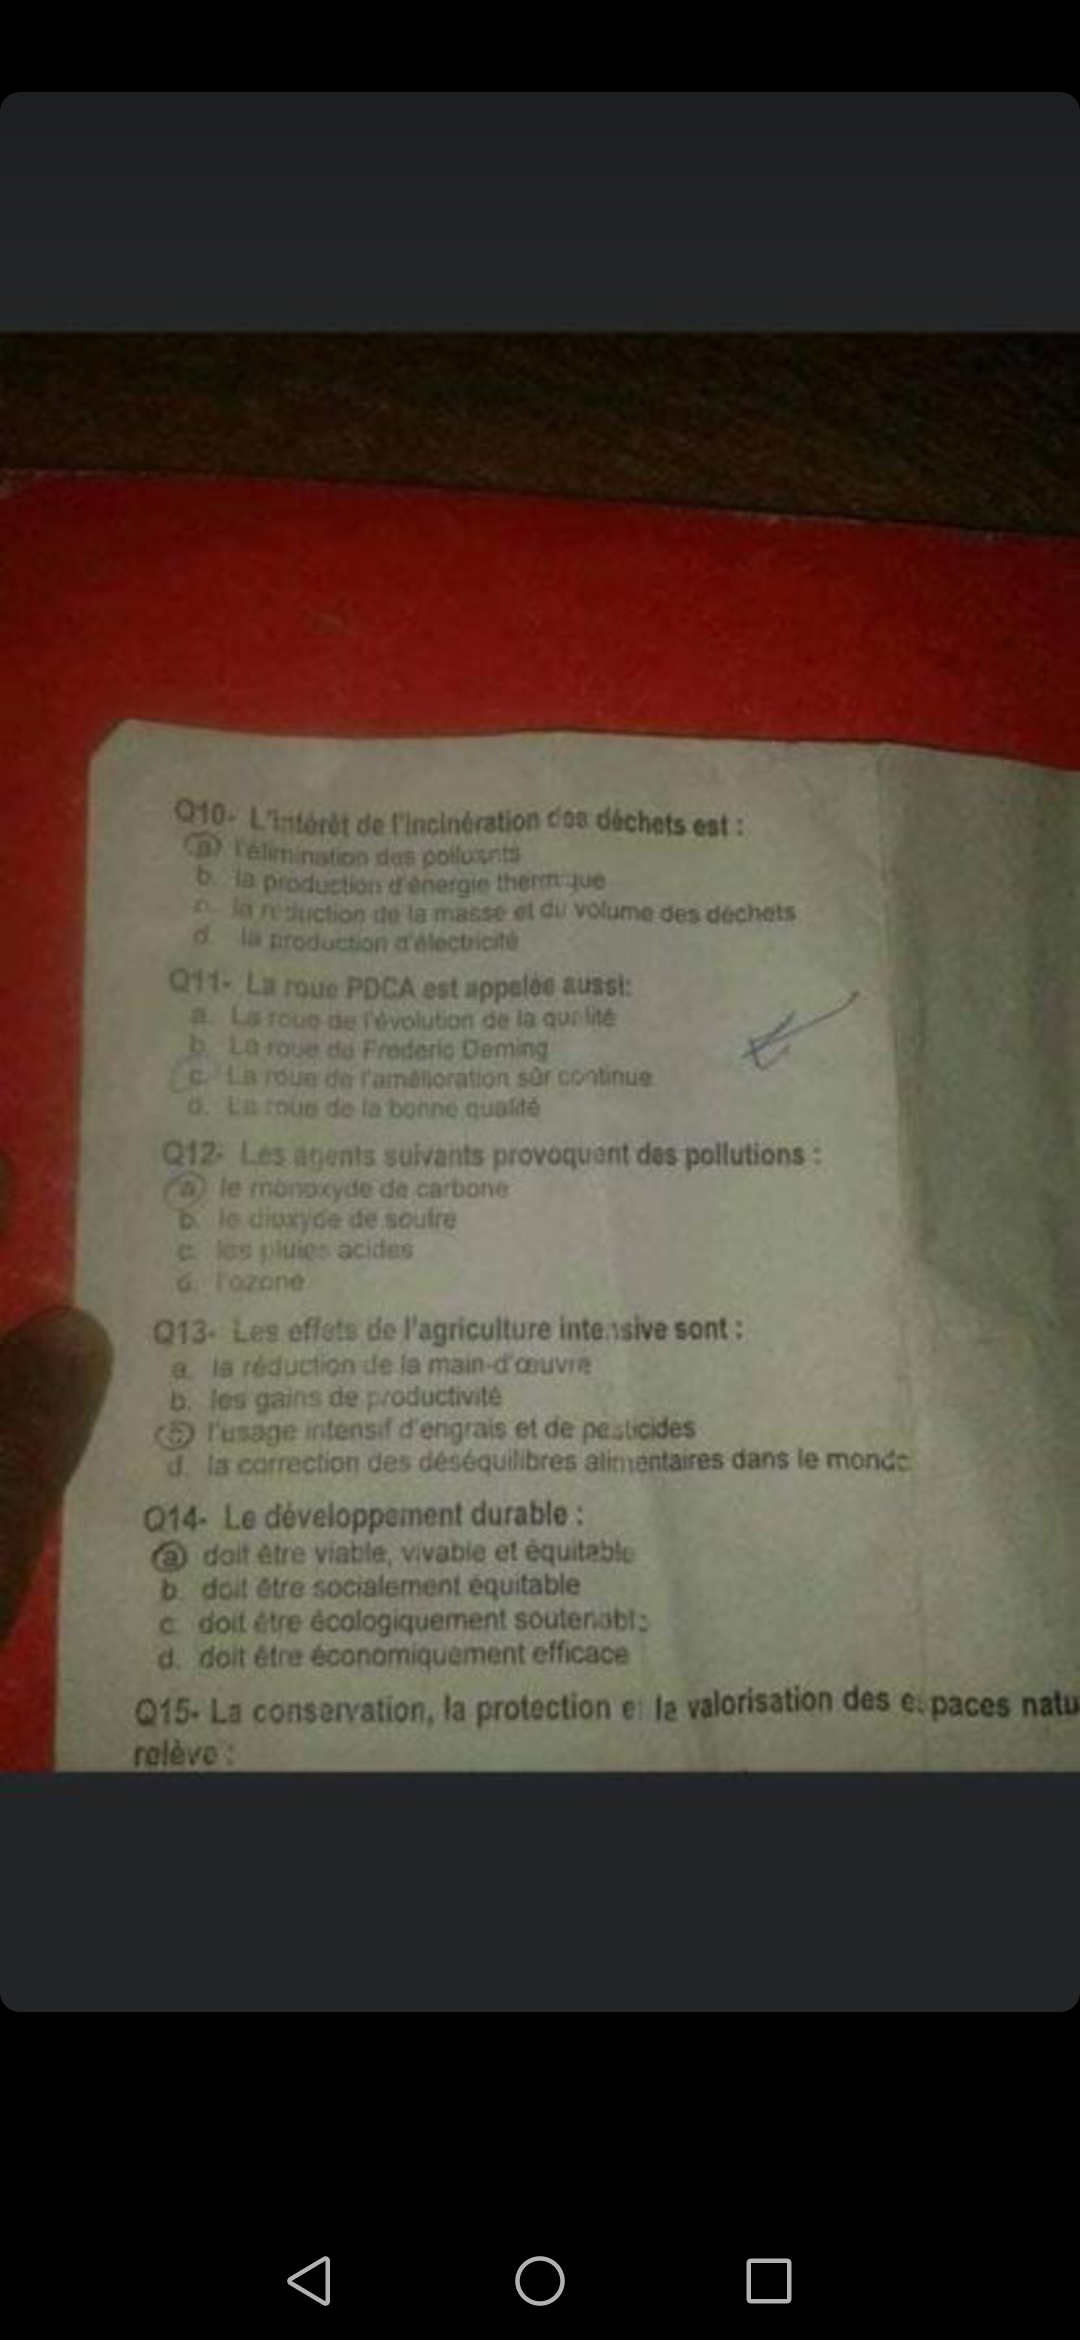 Q10- L'intérêt de l'incinération des déchets est :
a) l'élimination des polluants
b. la production d'énergie thermique
c. la réduction de la masse et du volume des déchets
d. la production d'électricité
Q11- La roue PDCA est appelée aussi:
a. La roue de l'évolution de la qualité
b. La roue de Frederic Deming
c. La roue de l'amélioration sûr continue
d. La roue de la bonne qualité
Q12- Les agents suivants provoquent des pollutions :
a) le monoxyde de carbone
b. le dioxyde de soufre
c. les pluies acides
d. l'ozone
Q13- Les effets de l'agriculture intensive sont :
a. la réduction de la main-d'œuvre
b. les gains de productivité
c) l'usage intensif d'engrais et de pesticides
d. la correction des déséquilibres alimentaires dans le monde
Q14- Le développement durable :
a) doit être viable, vivable et équitable
b. doit être socialement équitable
c. doit être écologiquement soutenable
d. doit être économiquement efficace
Q15- La conservation, la protection et la valorisation des espaces natu
relève :